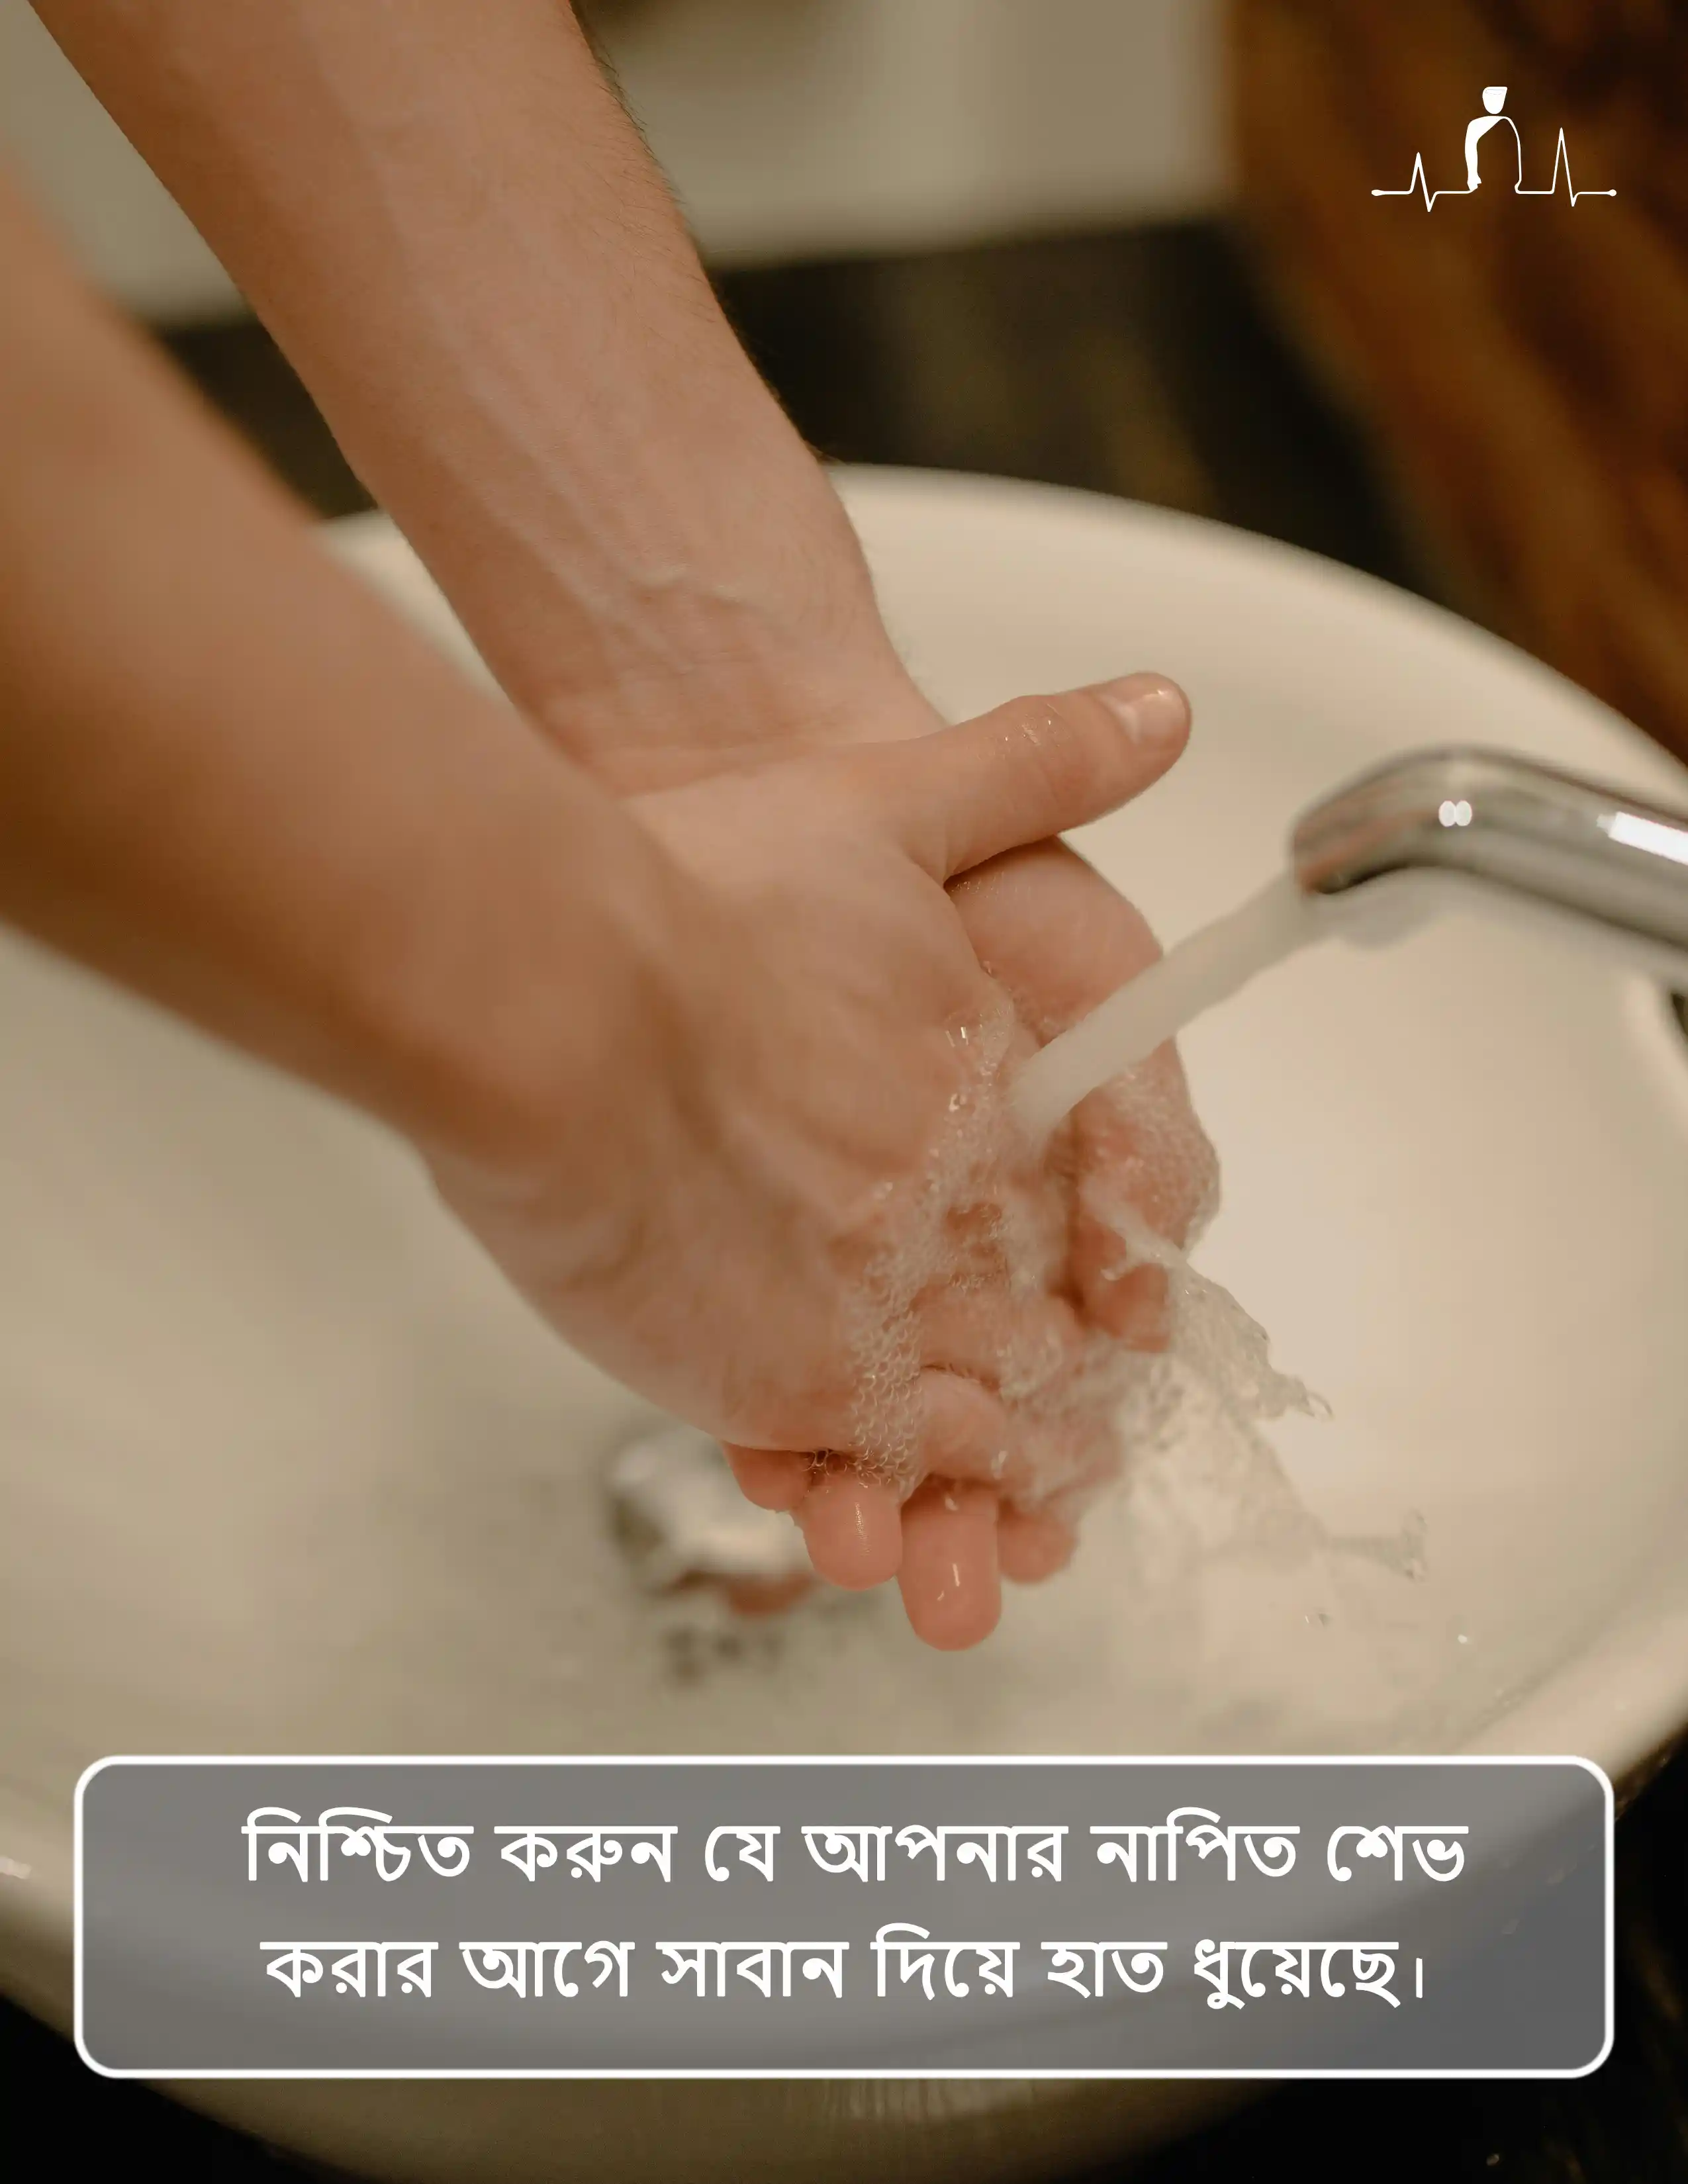 নিশ্চিত করুন যে আপনার নাপিত শেভ
করার আগে সাবান দিয়ে হাত ধুয়েছে।